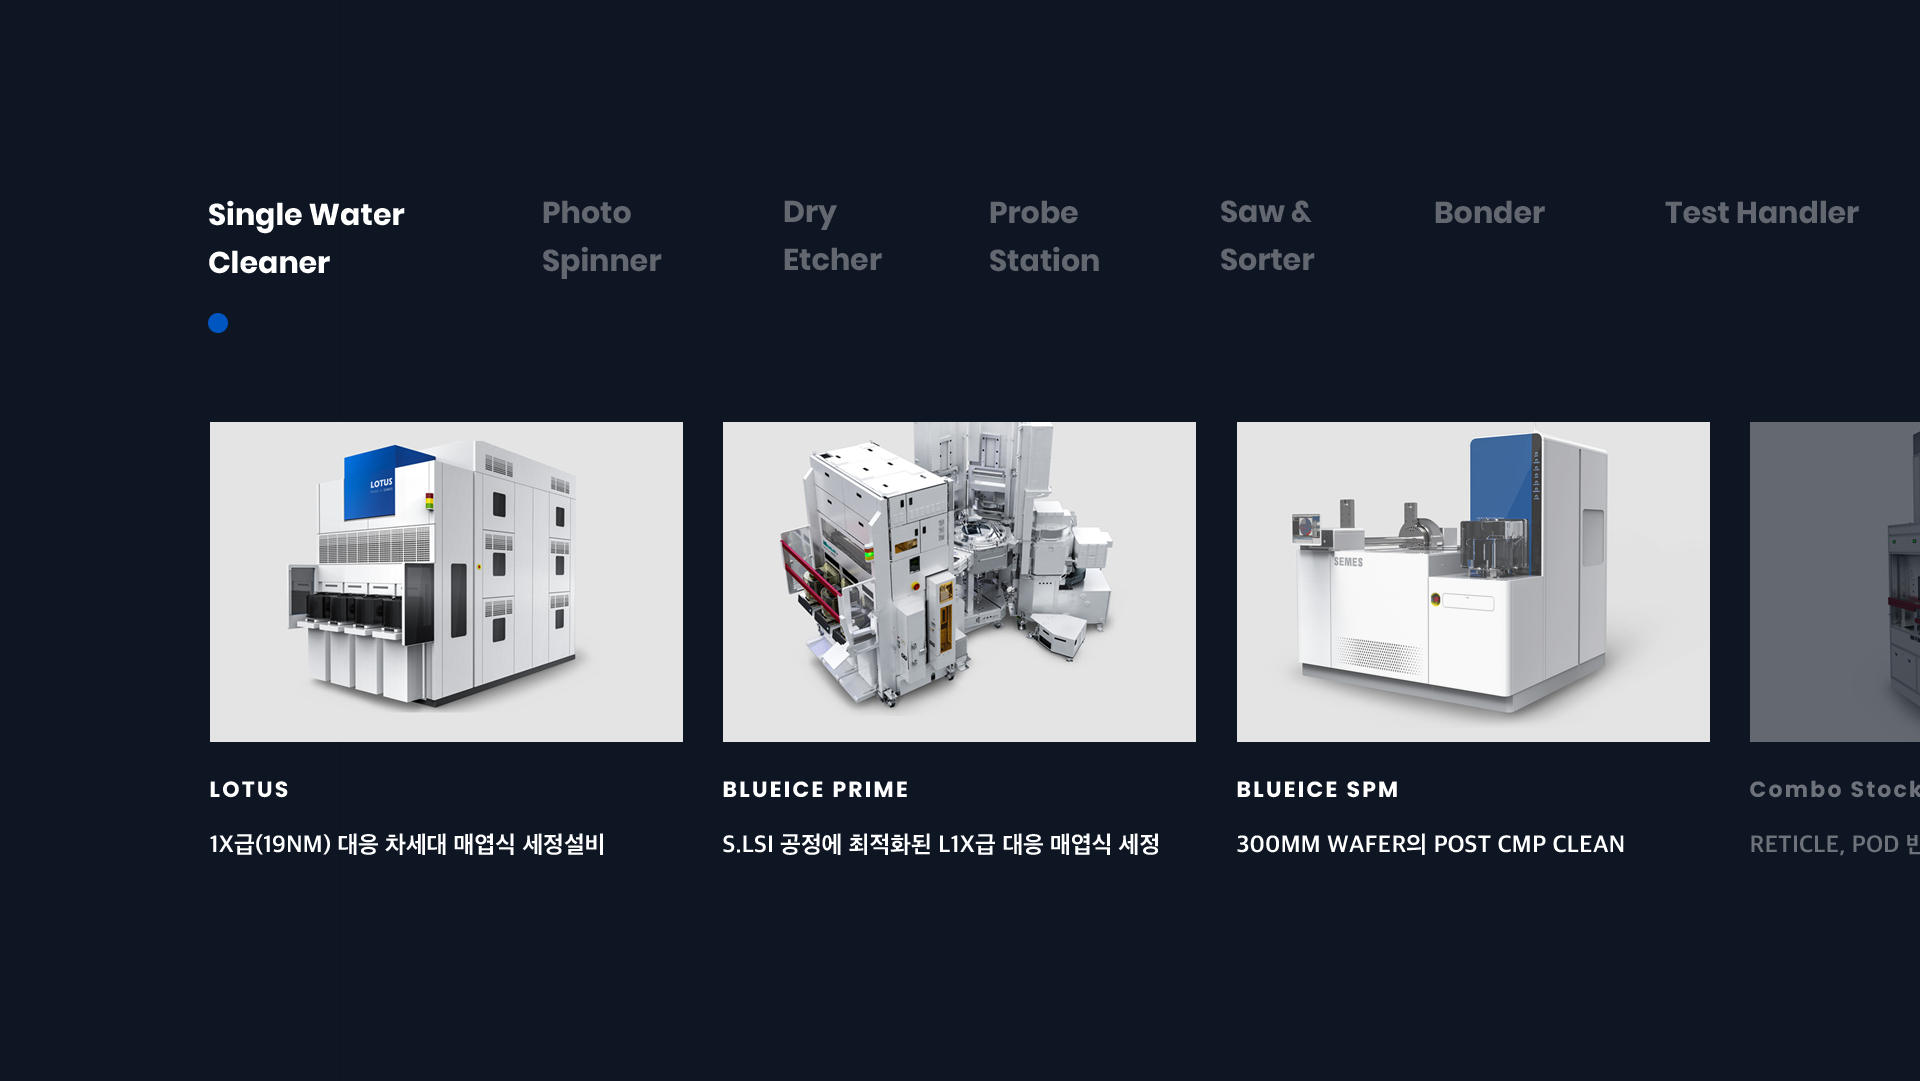 Single Water
Cleaner
Photo
Spinner
Dry
Etcher
Probe
Station
Saw &
Sorter
Bonder
Test Handler
LOTUS
SEMES
LOTUS
1X급(19NM) 대응 차세대 매엽식 세정설비
BLUEICE PRIME
S.LSI 공정에 최적화된 L1X급 대응 매엽식 세정
BLUEICE SPM
300MM WAFER의 POST CMP CLEAN
Combo Stock
RETICLE, POD